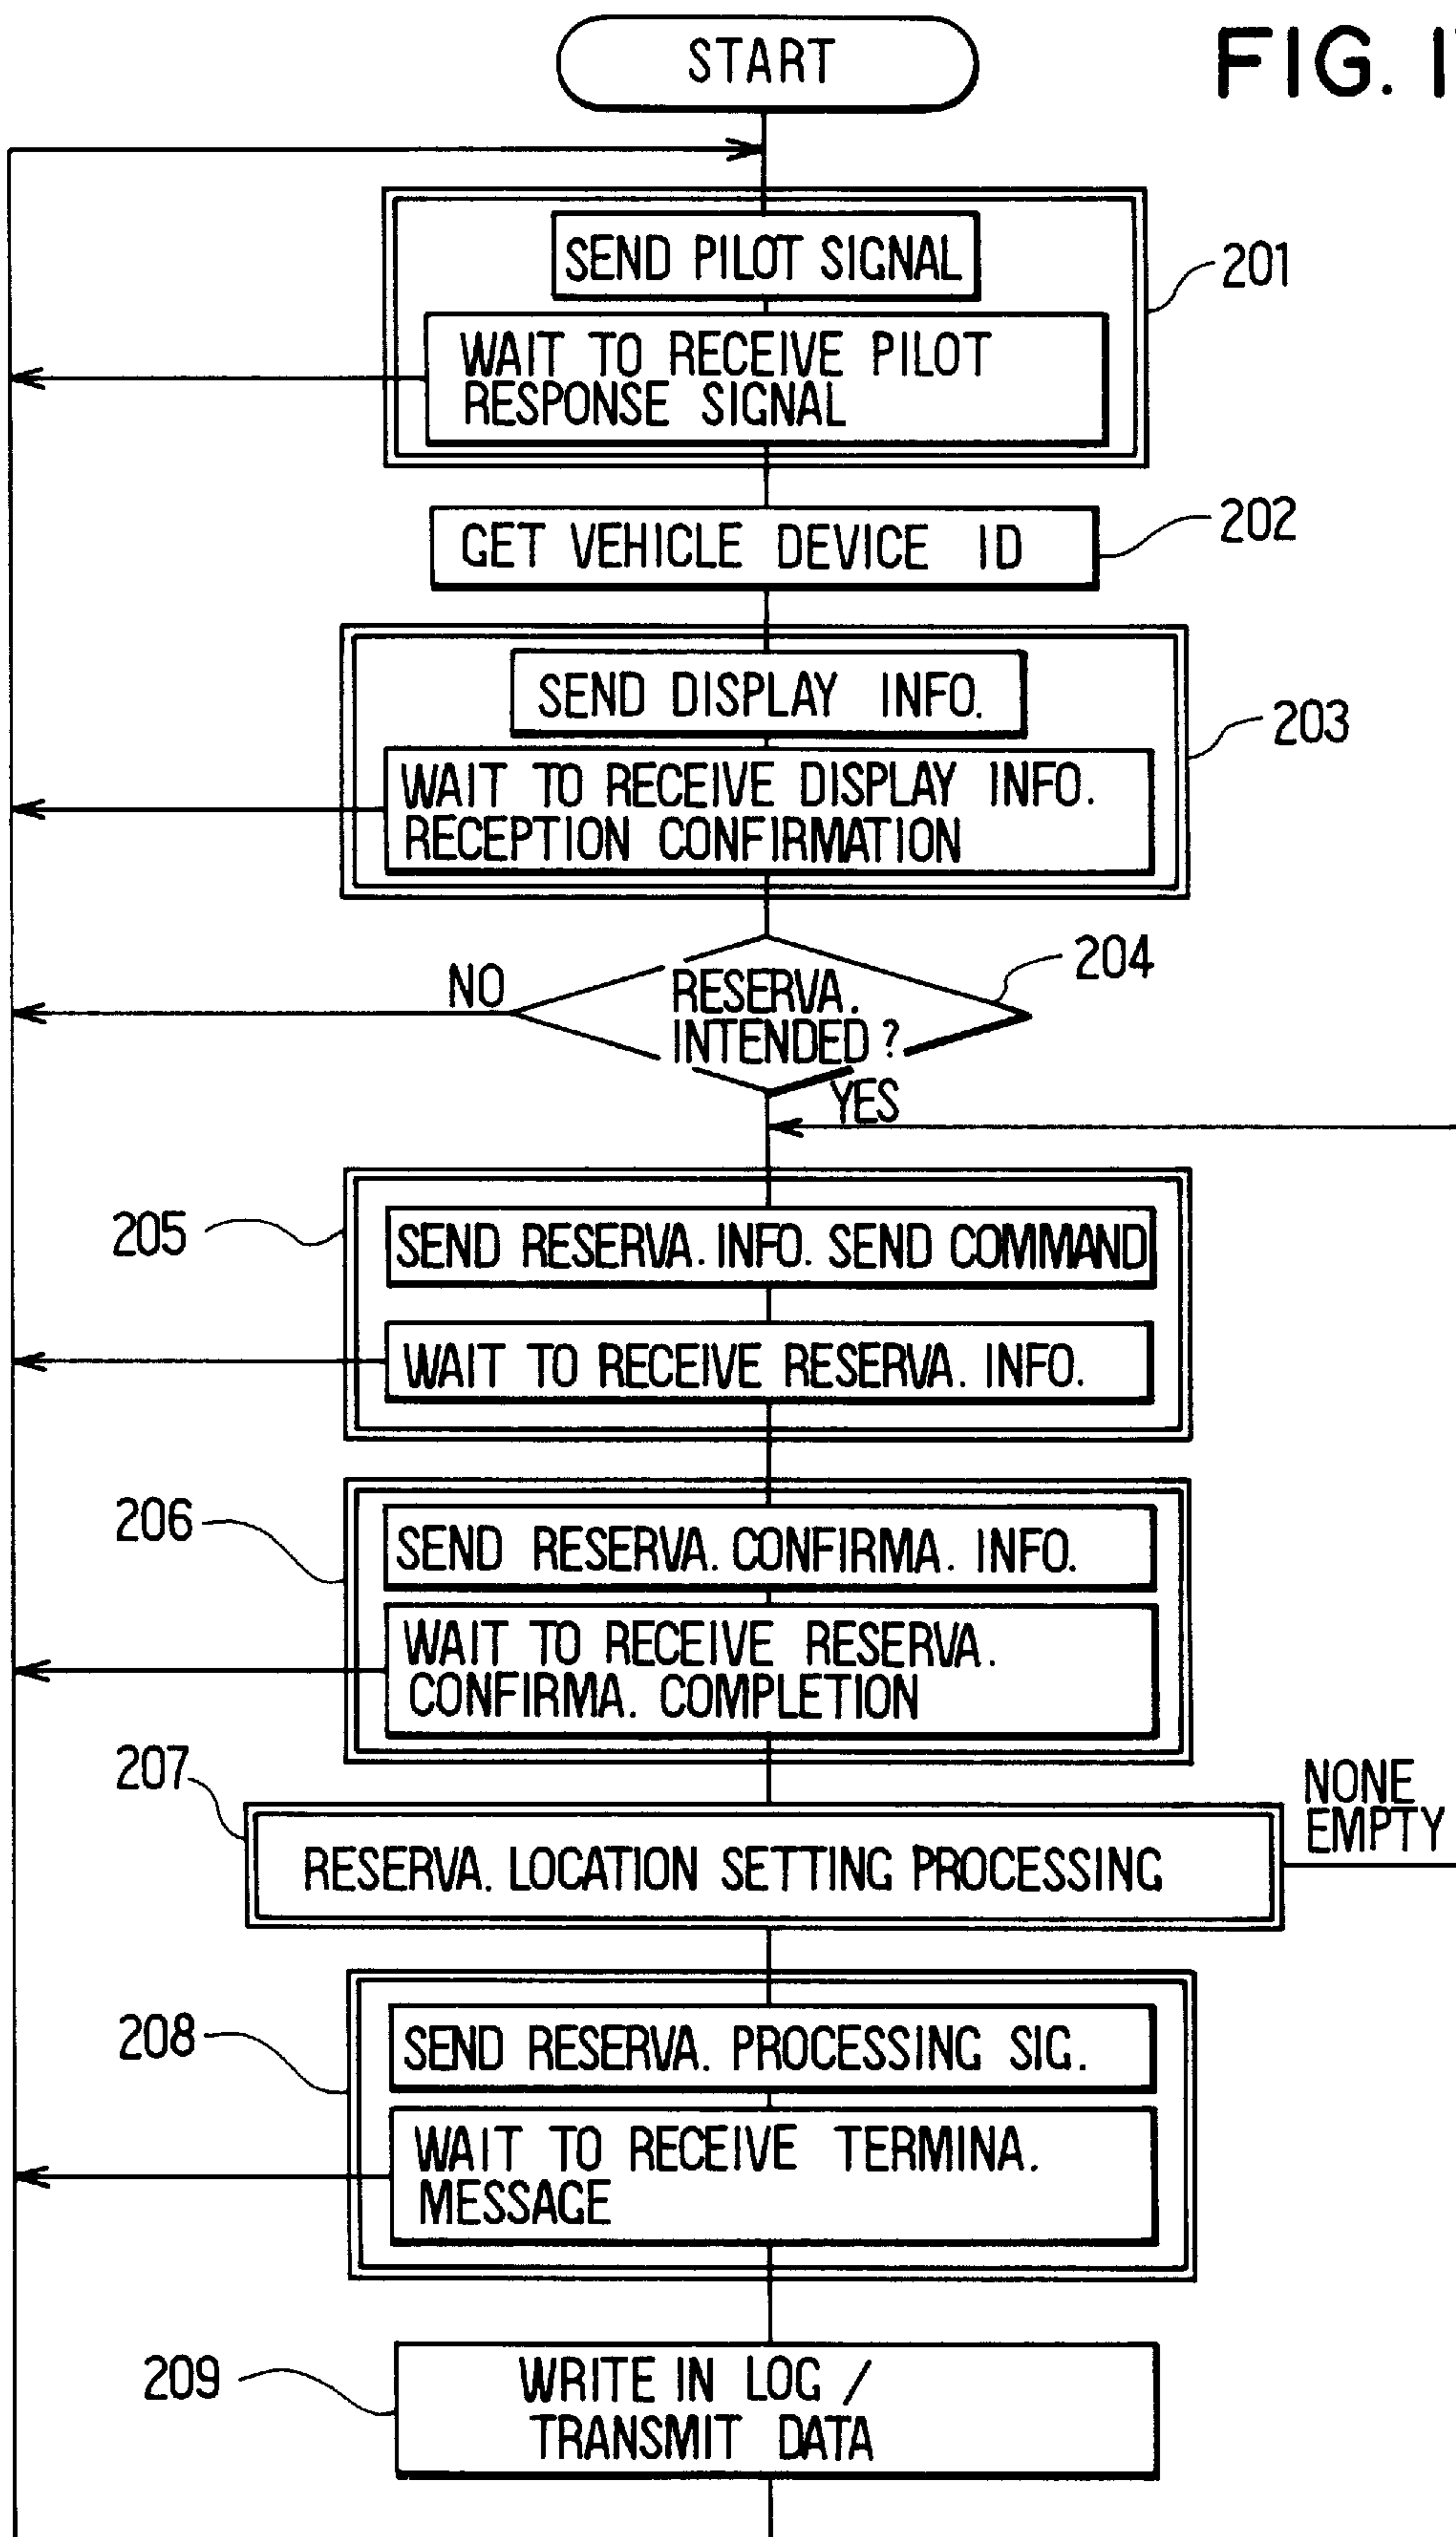 START
FIG. 1
SEND PILOT SIGNAL
201
WAIT TO RECEIVE PILOT
RESPONSE SIGNAL
GET VEHICLE DEVICE ID
202
SEND DISPLAY INFO.
203
WAIT TO RECEIVE DISPLAY INFO.
RECEPTION CONFIRMATION
204
NO
RESERVA.
INTENDED?
YES
205
SEND RESERVA. INFO. SEND COMMAND
WAIT TO RECEIVE RESERVA. INFO.
206
SEND RESERVA. CONFIRMA. INFO.
WAIT TO RECEIVE RESERVA.
CONFIRMA. COMPLETION
207
NONE
EMPTY
RESERVA. LOCATION SETTING PROCESSING
208
SEND RESERVA. PROCESSING SIG.
WAIT TO RECEIVE TERMINA.
MESSAGE
209
WRITE IN LOG /
TRANSMIT DATA